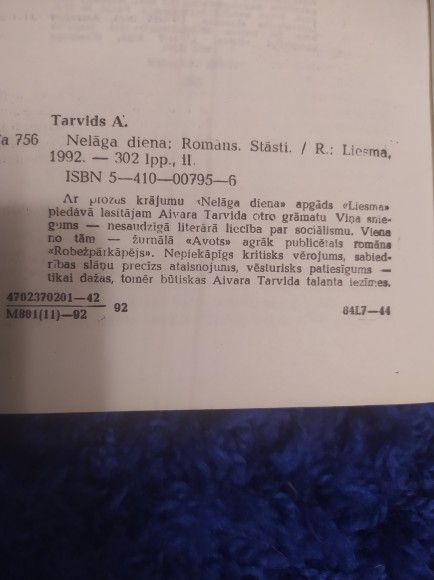 Tarvids A.
Ta 756 Nelāga diena: Romāns. Stāsti. / R.: Liesma,
1992. — 302 lpp., il.
ISBN 5—410—00795—6
Ar prozas krājumu «Nelāga diena» apgāds «Liesma»
piedāvā lasītājam Aivara Tarvida otro grāmatu Viņa snie-
gums — nesaudzīgā literārā liecība par sociālismu. Viena
no tām — žurnālā «Avots» agrāk publicētais romāns
«Robežpārkāpējs». Nepiekāpīgs kritisks vērojums, sabied-
rības slāņu precīzs ataisnojums, vēsturisks patiesīgums —
tikai dažas, tomēr būtiskas Aivara Tarvida talanta iezīmes.
4702370201—42
M801(11)—92 92 84L7—44